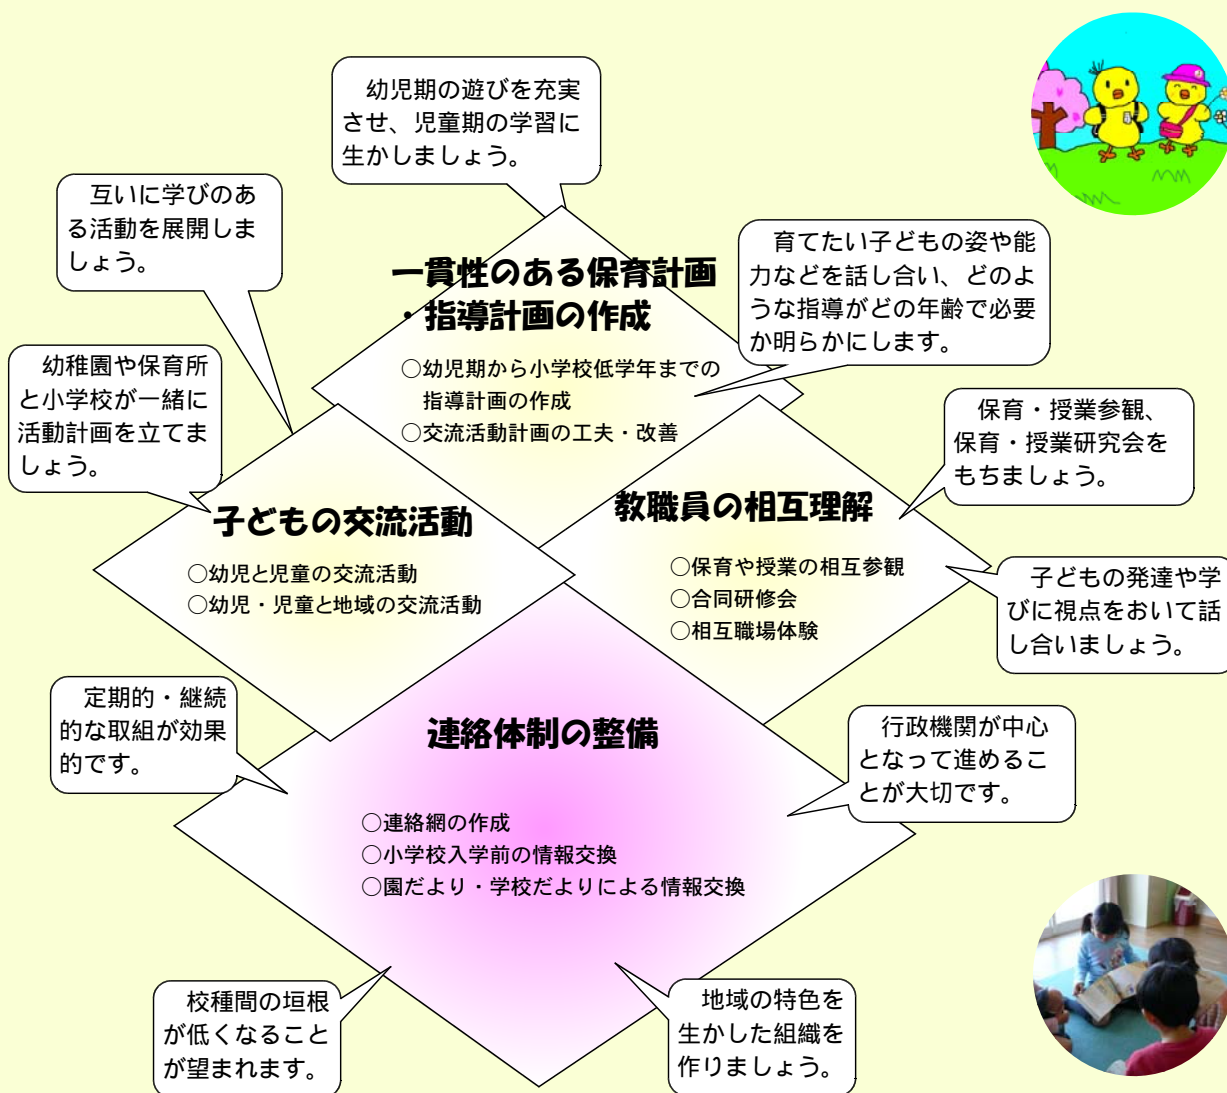 幼児期の遊びを充実
させ、児童期の学習に
生かしましょう。
互いに学びのあ
る活動を展開しま
しょう。
一貫性のある保育計画
・指導計画の作成
○幼児期から小学校低学年までの
指導計画の作成
○交流活動計画の工夫・改善
育てたい子どもの姿や能
力などを話し合い、どのよ
うな指導がどの年齢で必要
か明らかにします。
幼稚園や保育所
と小学校が一緒に
活動計画を立てま
しょう。
保育・授業参観、
保育・授業研究会を
もちましょう。
子どもの交流活動
○幼児と児童の交流活動
○幼児・児童と地域の交流活動
教職員の相互理解
○保育や授業の相互参観
○合同研修会
○相互職場体験
子どもの発達や学
びに視点をおいて話
し合いましょう。
定期的・継続
的な取組が効果
的です。
連絡体制の整備
○連絡網の作成
○小学校入学前の情報交換
○園だより・学校だよりによる情報交換
行政機関が中心
となって進めるこ
とが大切です。
校種間の垣根
が低くなること
が望まれます。
地域の特色を
生かした組織を
作りましょう。